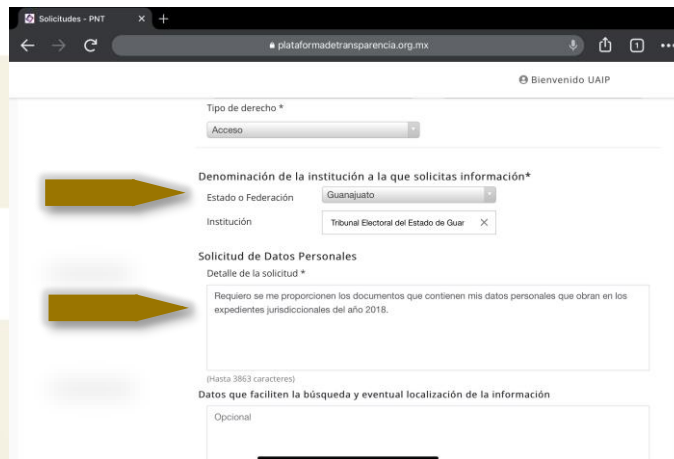 Solicitudes - PNT
plataformadetransparencia.org.mx
1
Bienvenido UAIP
Tipo de derecho *
Acceso
Denominación de la institución a la que solicitas información*
Estado o Federación
Guanajuato
Institución
Tribunal Electoral del Estado de Guar
Solicitud de Datos Personales
Detalle de la solicitud *
Requiero se me proporcionen los documentos que contienen mis datos personales que obran en los
expedientes jurisdiccionales del año 2018.
(Hasta 3863 caracteres)
Datos que faciliten la búsqueda y eventual localización de la información
Opcional